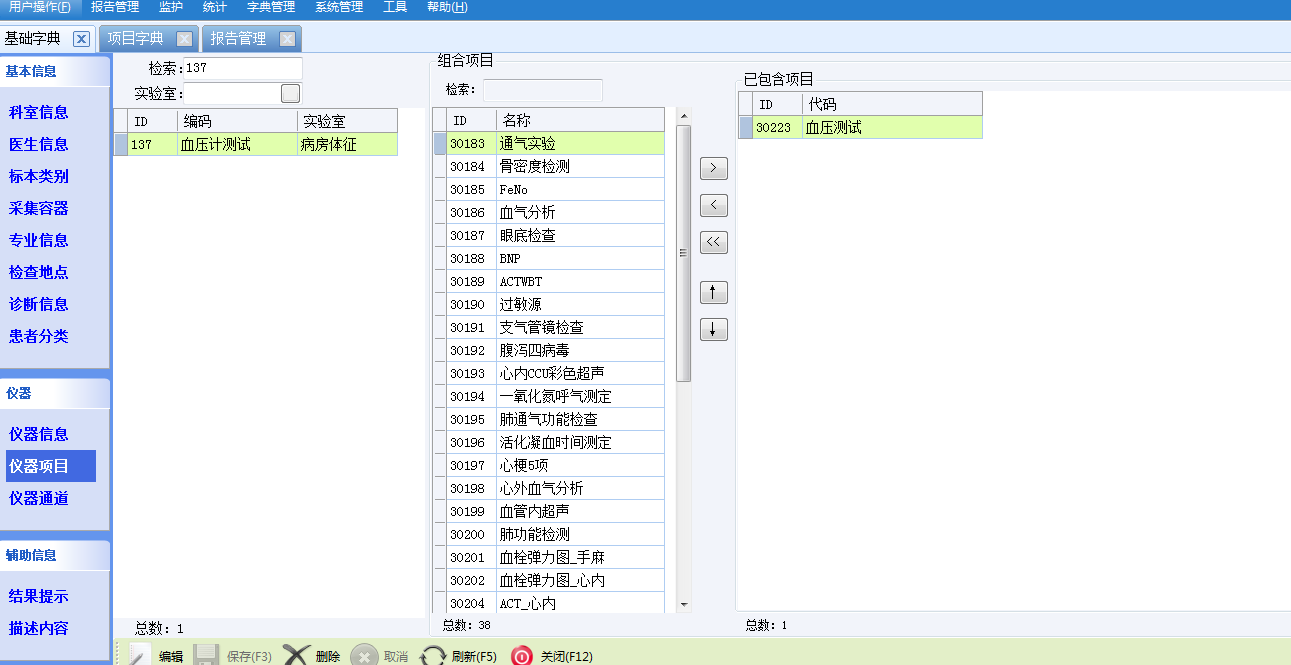 用户操作(F) 报告管理 监护 统计 字典管理 系统管理 工具 帮助(H)
基础字典 项目字典 报告管理
基本信息
科室信息
医生信息
标本类别
采集容器
专业信息
检查地点
诊断信息
患者分类
仪器
仪器信息
仪器项目
仪器通道
辅助信息
结果提示
描述内容
检索: 137
实验室:
ID 编码 实验室
137 血压计测试 病房体征
总数: 1
组合项目
检索:
ID 名称
30183 通气实验
30184 骨密度检测
30185 FeNo
30186 血气分析
30187 眼底检查
30188 BNP
30189 ACTWBT
30190 过敏源
30191 支气管镜检查
30192 腹泻四病毒
30193 心内CCU彩色超声
30194 一氧化氮呼气测定
30195 肺通气功能检查
30196 活化凝血时间测定
30197 心梗5项
30198 心外血气分析
30199 血管内超声
30200 肺功能检测
30201 血栓弹力图_手麻
30202 血栓弹力图_心内
30204 ACT_心内
总数: 38
>
<
<<
↑
↓
已包含项目
ID 代码
30223 血压测试
总数: 1
编辑 保存(F3) 删除 取消 刷新(F5) 关闭(F12)